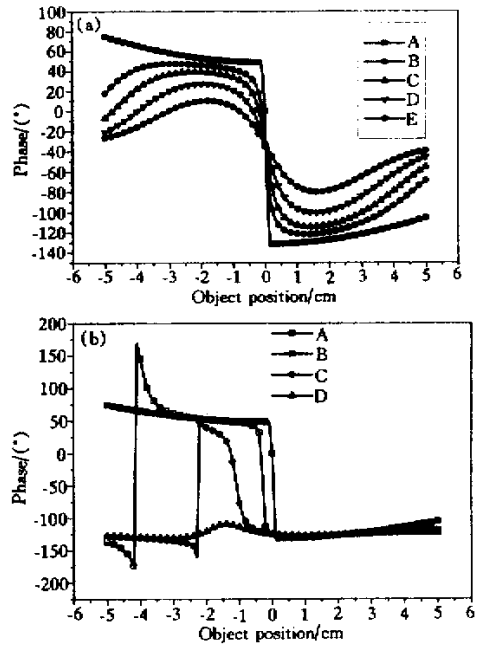 (a)
Phase/(°)
100
80
60
40
20
0
-20
-40
-60
-80
-100
-120
-140
A
B
C
D
E
-6 -5 -4 -3 -2 -1 0 1 2 3 4 5 6
Object position/cm
(b)
Phase/(°)
200
150
100
50
0
-50
-100
-150
-200
A
B
C
D
-6 -5 -4 -3 -2 -1 0 1 2 3 4 5 6
Object position/cm